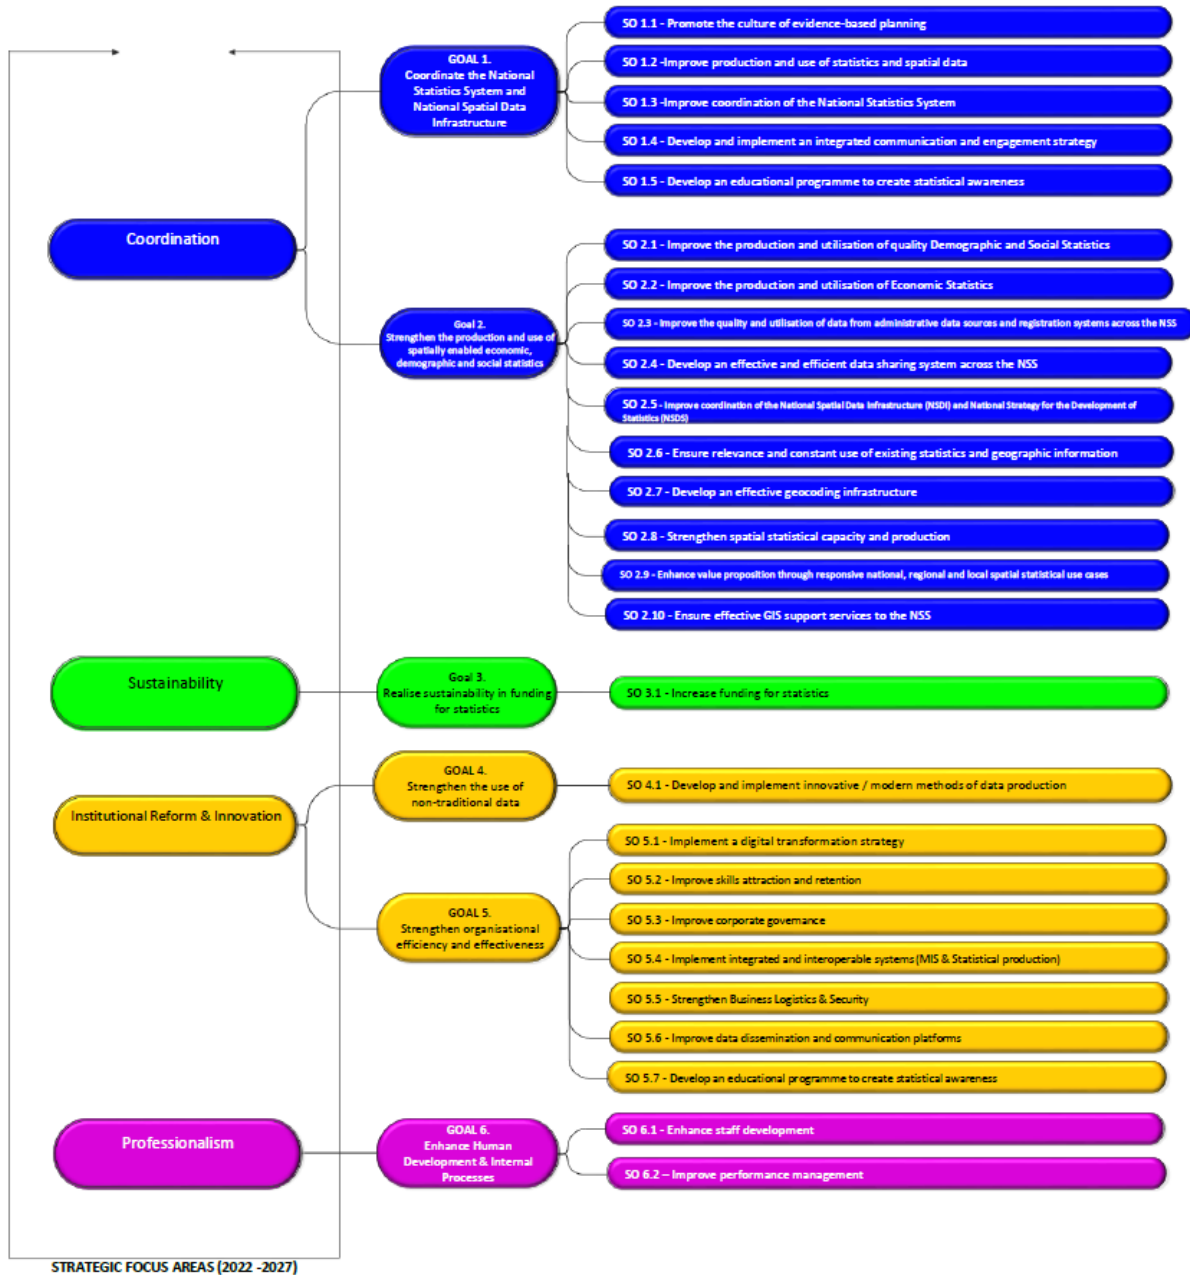 GOAL 1.
Coordinate the National
Statistics System and
National Spatial Data
Infrastructure
SO 1.1 - Promote the culture of evidence-based planning
SO 1.2 -Improve production and use of statistics and spatial data
SO 1.3 -Improve coordination of the National Statistics System
SO 1.4 - Develop and implement an integrated communication and engagement strategy
SO 1.5 - Develop an educational programme to create statistical awareness
Coordination
Goal 2.
Strengthen the production and use of
spatially enabled economic,
demographic and social statistics
SO 2.1 - Improve the production and utilisation of quality Demographic and Social Statistics
SO 2.2 - Improve the production and utilisation of Economic Statistics
SO 2.3 - Improve the quality and utilisation of data from administrative data sources and registration systems across the NSS
SO 2.4 - Develop an effective and efficient data sharing system across the NSS
SO 2.5 - Improve coordination of the National Spatial Data Infrastructure (NSDI) and National Strategy for the Development of
Statistics (NSDS)
SO 2.6 - Ensure relevance and constant use of existing statistics and geographic information
SO 2.7 - Develop an effective geocoding infrastructure
SO 2.8 - Strengthen spatial statistical capacity and production
SO 2.9 - Enhance value proposition through responsive national, regional and local spatial statistical use cases
SO 2.10 - Ensure effective GIS support services to the NSS
Sustainability
Goal 3.
Realise sustainability in funding
for statistics
SO 3.1 - Increase funding for statistics
Institutional Reform & Innovation
GOAL 4.
Strengthen the use of
non-traditional data
SO 4.1 - Develop and implement innovative / modern methods of data production
GOAL 5.
Strengthen organisational
efficiency and effectiveness
SO 5.1 - Implement a digital transformation strategy
SO 5.2 - Improve skills attraction and retention
SO 5.3 - Improve corporate governance
SO 5.4 - Implement integrated and interoperable systems (MIS & Statistical production)
SO 5.5 - Strengthen Business Logistics & Security
SO 5.6 - Improve data dissemination and communication platforms
SO 5.7 - Develop an educational programme to create statistical awareness
Professionalism
GOAL 6.
Enhance Human
Development & Internal
Processes
SO 6.1 - Enhance staff development
SO 6.2 – Improve performance management
STRATEGIC FOCUS AREAS (2022 -2027)